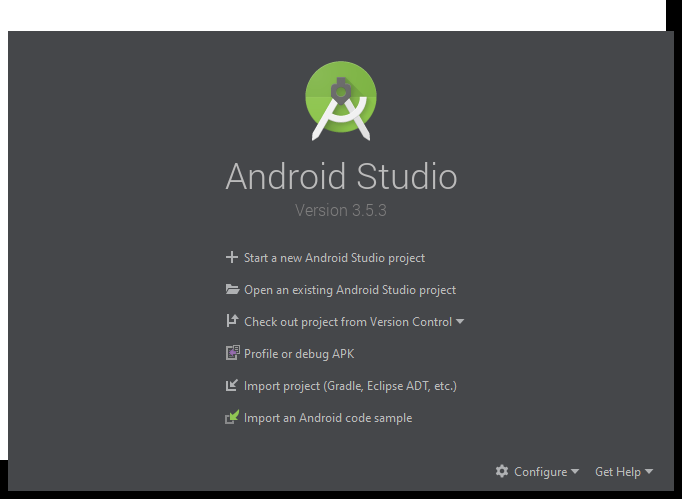 Android Studio
Version 3.5.3
Start a new Android Studio project
Open an existing Android Studio project
Check out project from Version Control
Profile or debug APK
Import project (Gradle, Eclipse ADT, etc.)
Import an Android code sample
Configure Get Help